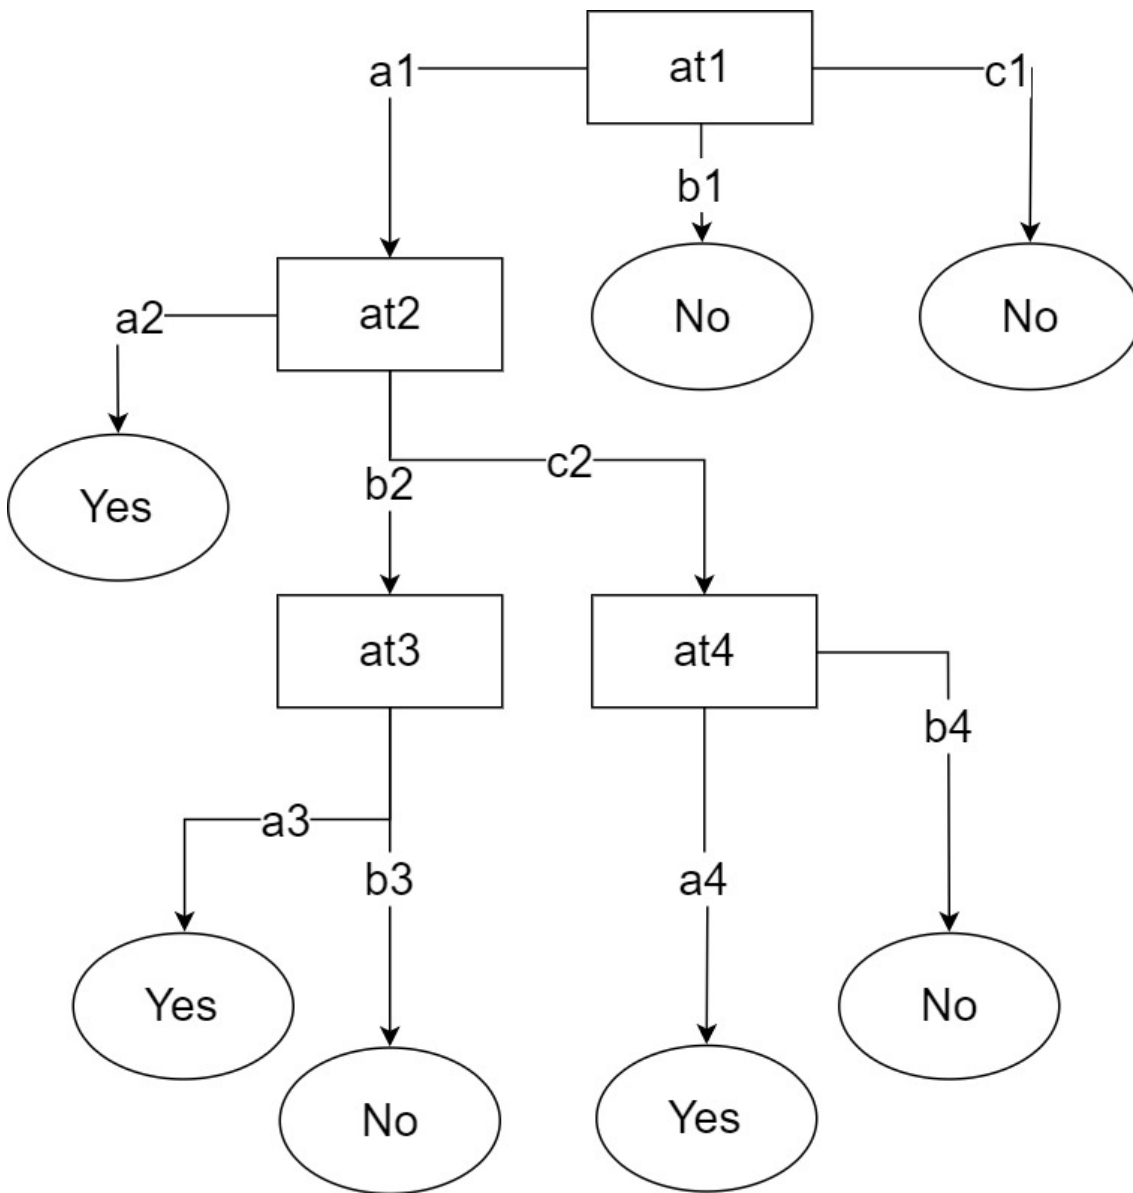 at1
a1
c1
b1
at2
No
No
a2
Yes
b2
c2
at3
at4
b4
a3
b3
a4
Yes
No
No
Yes